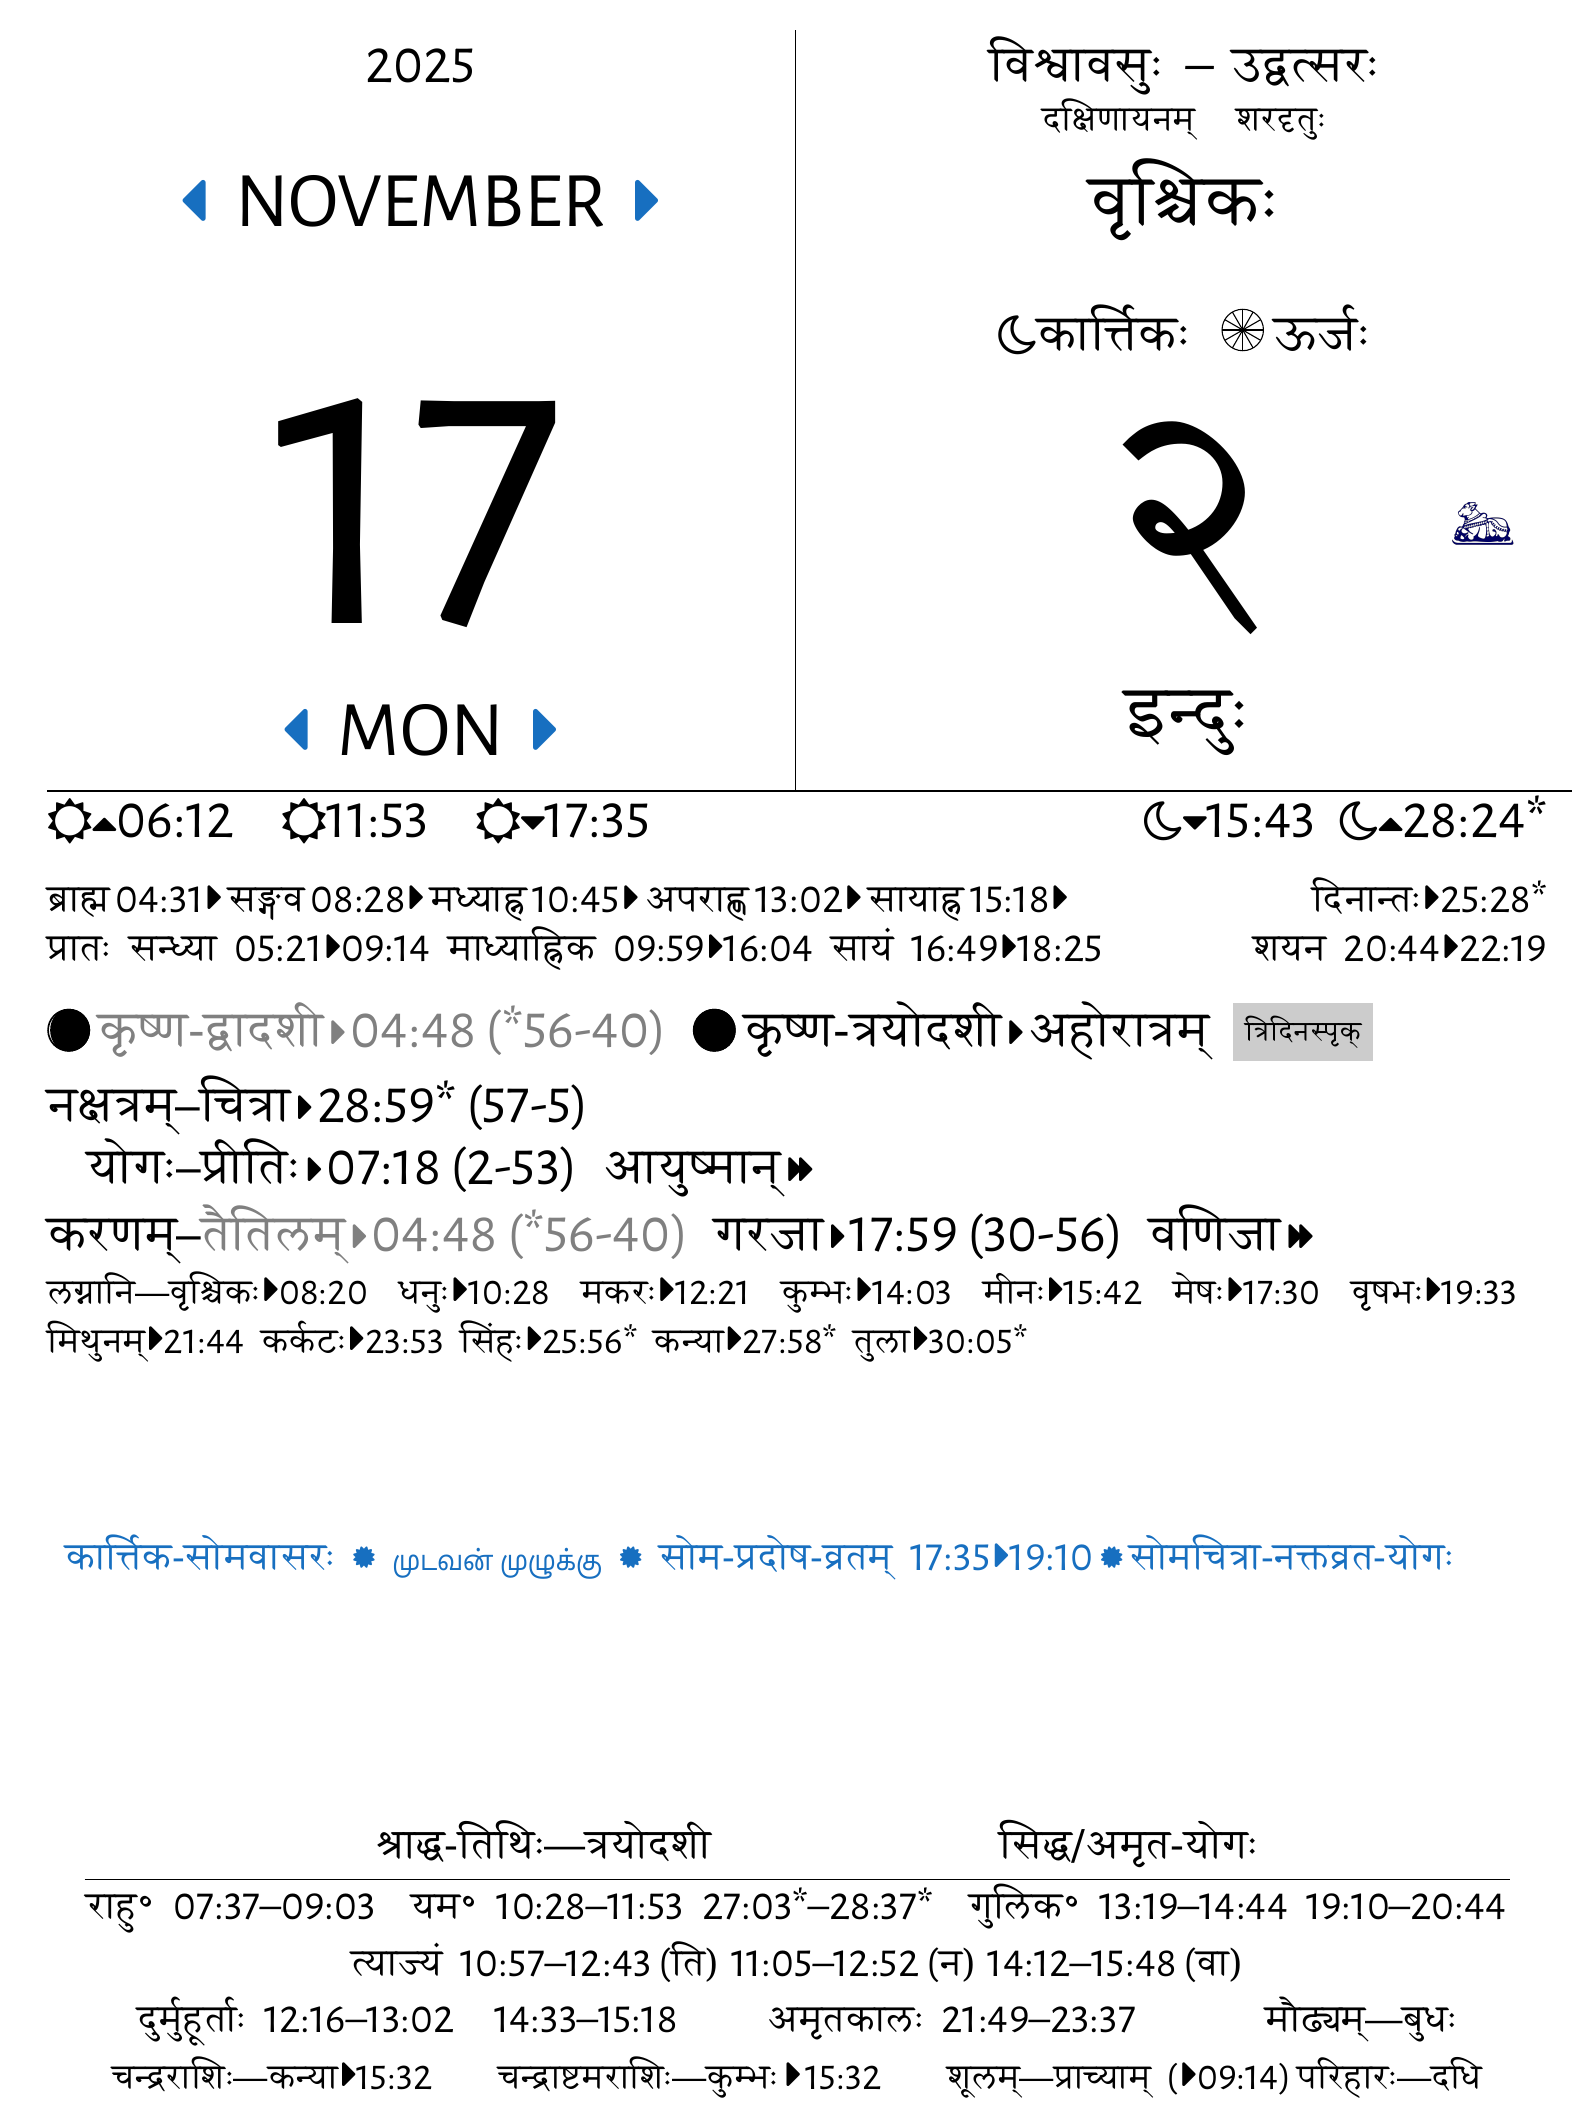 2025
NOVEMBER
17
MON
विश्वावसुः – उद्वत्सरः
दक्षिणायनम् शरदृतुः
वृश्चिकः
कार्त्तिकः ऊर्जः
२
इन्दुः
06:12 11:53 17:35 15:43 28:24*
ब्राह्म 04:31 सङ्गव 08:28 मध्याह्न 10:45 अपराह्ण 13:02 सायाह्न 15:18 दिनान्तः 25:28*
प्रातः सन्ध्या 05:21 09:14 माध्याह्निक 09:59 16:04 सायं 16:49 18:25 शयन 20:44 22:19
कृष्ण-द्वादशी 04:48 (*56-40) कृष्ण-त्रयोदशी अहोरात्रम् त्रिदिनस्पृक्
नक्षत्रम्–चित्रा 28:59* (57-5)
योगः–प्रीतिः 07:18 (2-53) आयुष्मान्
करणम्–तैतिलम् 04:48 (*56-40) गरजा 17:59 (30-56) वणिजा
लग्नानि—वृश्चिकः 08:20 धनुः 10:28 मकरः 12:21 कुम्भः 14:03 मीनः 15:42 मेषः 17:30 वृषभः 19:33
मिथुनम् 21:44 कर्कटः 23:53 सिंहः 25:56* कन्या 27:58* तुला 30:05*
कार्त्तिक-सोमवासरः முடவன் முழுக்கு सोम-प्रदोष-व्रतम् 17:35 19:10 सोमचित्रा-नक्तव्रत-योगः
श्राद्ध-तिथिः—त्रयोदशी सिद्ध/अमृत-योगः
राहु° 07:37–09:03 यम° 10:28–11:53 27:03*–28:37* गुलिक° 13:19–14:44 19:10–20:44
त्याज्यं 10:57–12:43 (ति) 11:05–12:52 (न) 14:12–15:48 (वा)
दुर्मुहूर्ताः 12:16–13:02 14:33–15:18 अमृतकालः 21:49–23:37 मौढ्यम्—बुधः
चन्द्रराशिः—कन्या 15:32 चन्द्राष्टमराशिः—कुम्भः 15:32 शूलम्—प्राच्याम् (09:14) परिहारः—दधि